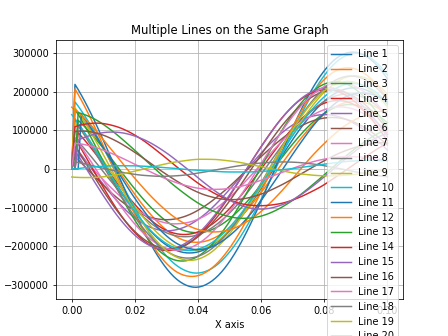 Multiple Lines on the Same Graph
300000
200000
100000
0
−100000
−200000
−300000
0.00
0.02
0.04
0.06
X axis
Line 1
Line 2
Line 3
Line 4
Line 5
Line 6
Line 7
Line 8
Line 9
Line 10
Line 11
Line 12
Line 13
Line 14
Line 15
Line 16
Line 17
Line 18
Line 19
Line 20